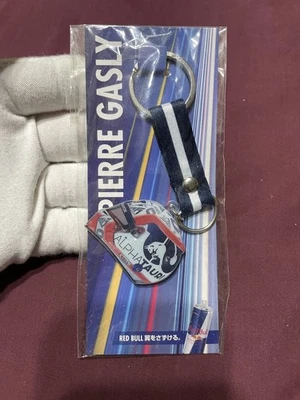 PIERRE GASLY
ALPHATAURI
RED BULL 翼をさずける。